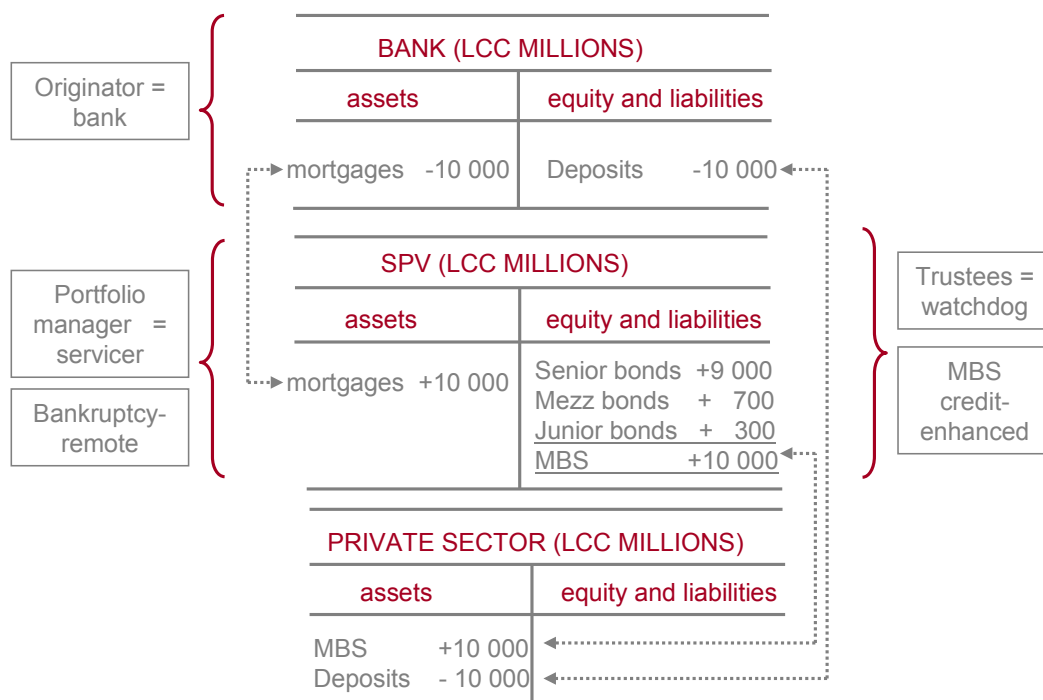 BANK (LCC MILLIONS)
Originator =
bank
assets equity and liabilities
mortgages -10 000 Deposits -10 000
SPV (LCC MILLIONS)
Portfolio
manager =
servicer
Bankruptcy-
remote
assets equity and liabilities
mortgages +10 000
Senior bonds +9 000
Mezz bonds + 700
Junior bonds + 300
MBS +10 000
Trustees =
watchdog
MBS
credit-
enhanced
PRIVATE SECTOR (LCC MILLIONS)
assets equity and liabilities
MBS +10 000
Deposits - 10 000